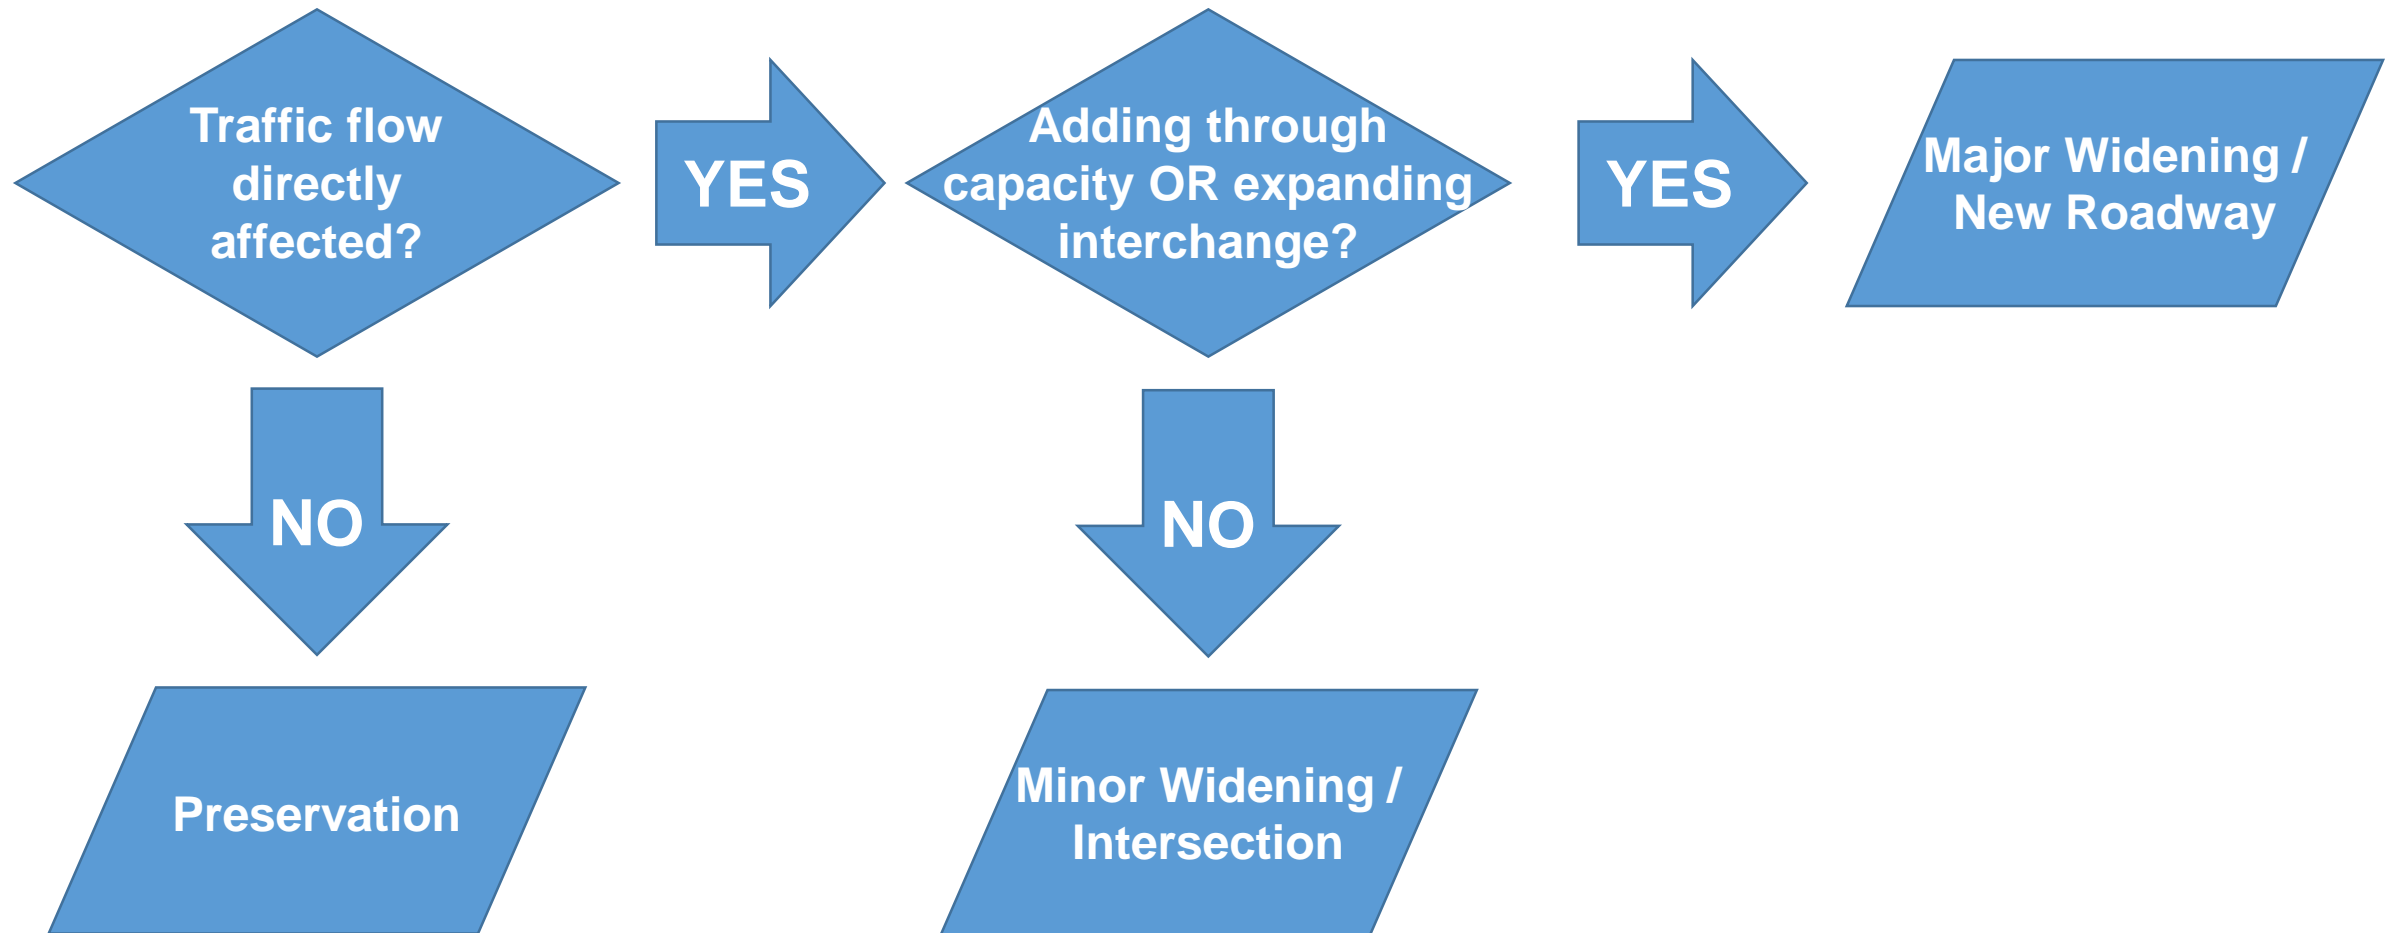 Traffic flow
directly
affected?
YES
Adding through
capacity OR expanding
interchange?
YES
Major Widening /
New Roadway
NO
NO
Preservation
Minor Widening /
Intersection